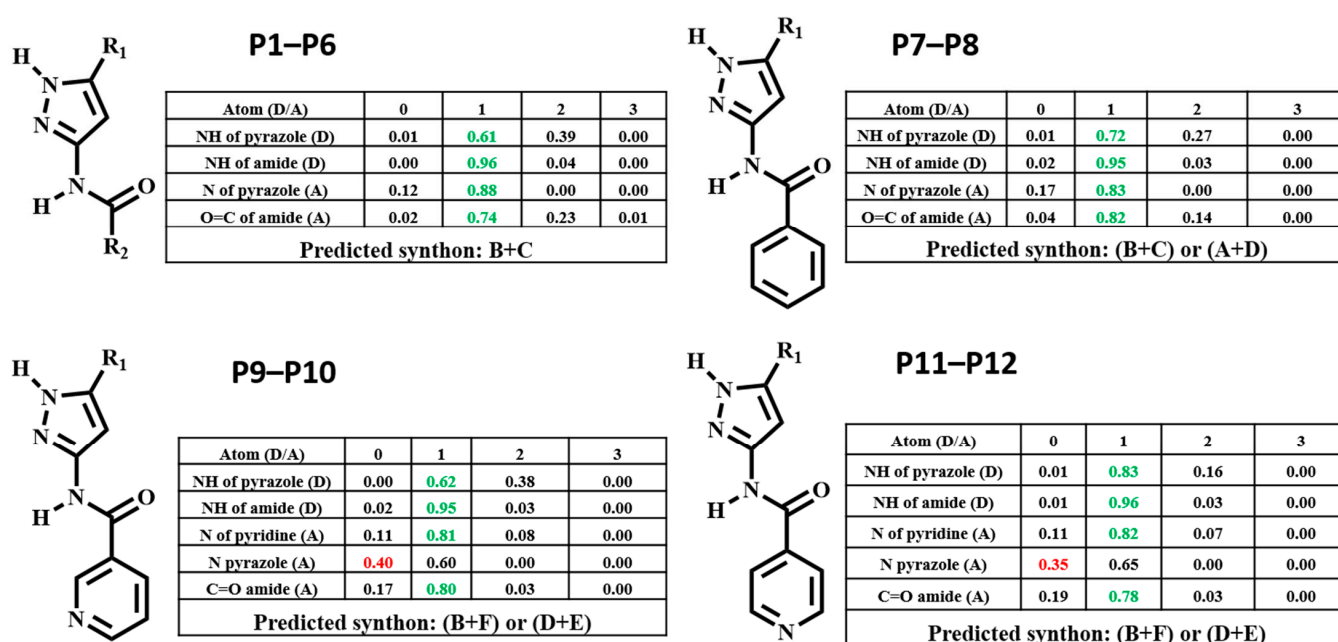 P1–P6
H
R1
N
N
N
H
O
R2
Atom (D/A) 0 1 2 3
NH of pyrazole (D) 0.01 0.61 0.39 0.00
NH of amide (D) 0.00 0.96 0.04 0.00
N of pyrazole (A) 0.12 0.88 0.00 0.00
O=C of amide (A) 0.02 0.74 0.23 0.01
Predicted synthon: B+C
P7–P8
H
R1
N
N
N
H
O
Atom (D/A) 0 1 2 3
NH of pyrazole (D) 0.01 0.72 0.27 0.00
NH of amide (D) 0.02 0.95 0.03 0.00
N of pyrazole (A) 0.17 0.83 0.00 0.00
O=C of amide (A) 0.04 0.82 0.14 0.00
Predicted synthon: (B+C) or (A+D)
P9–P10
H
R1
N
N
N
H
O
N
Atom (D/A) 0 1 2 3
NH of pyrazole (D) 0.00 0.62 0.38 0.00
NH of amide (D) 0.02 0.95 0.03 0.00
N of pyridine (A) 0.11 0.81 0.08 0.00
N pyrazole (A) 0.40 0.60 0.00 0.00
C=O amide (A) 0.17 0.80 0.03 0.00
Predicted synthon: (B+F) or (D+E)
P11–P12
H
R1
N
N
N
H
O
N
Atom (D/A) 0 1 2 3
NH of pyrazole (D) 0.01 0.83 0.16 0.00
NH of amide (D) 0.01 0.96 0.03 0.00
N of pyridine (A) 0.11 0.82 0.07 0.00
N pyrazole (A) 0.35 0.65 0.00 0.00
C=O amide (A) 0.19 0.78 0.03 0.00
Predicted synthon: (B+F) or (D+E)